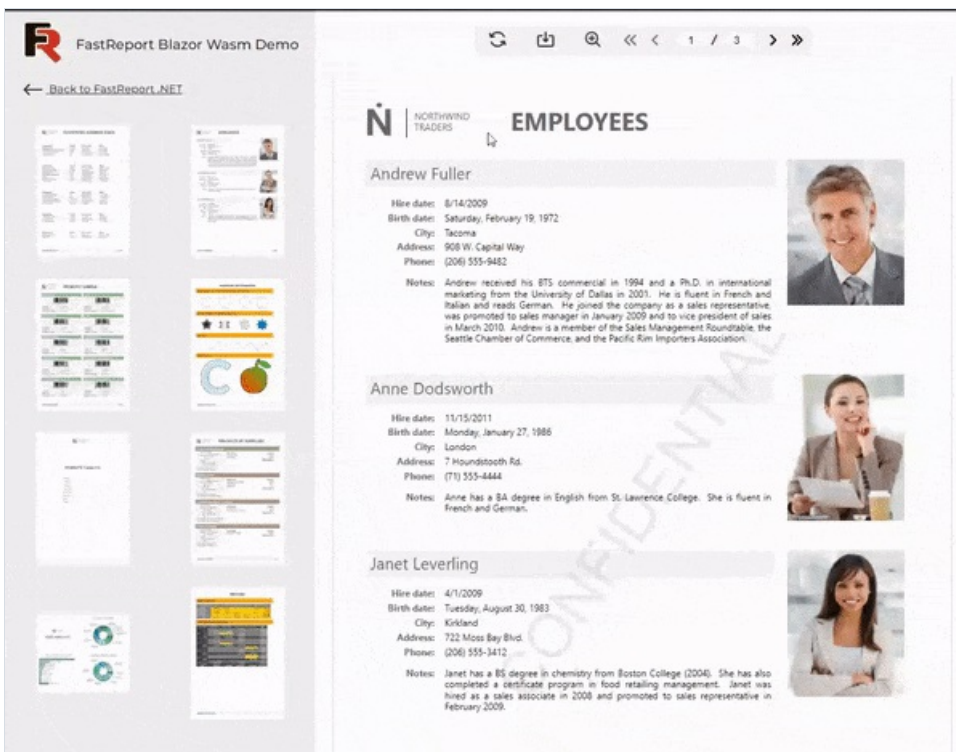 FastReport Blazor Wasm Demo
1 / 3
Back to FastReport .NET
NORTHWIND
TRADERS
EMPLOYEES
Andrew Fuller
Hire date: 8/14/2009
Birth date: Saturday, February 19, 1972
City: Tacoma
Address: 908 W. Capital Way
Phone: (206) 555-9482
Notes: Andrew received his BTS commercial in 1994 and a Ph.D. in international
marketing from the University of Dallas in 2001. He is fluent in French and
Italian and reads German. He joined the company as a sales representative,
was promoted to sales manager in January 2009 and to vice president of sales
in March 2010. Andrew is a member of the Sales Management Roundtable, the
Seattle Chamber of Commerce, and the Pacific Rim Importers Association.
Anne Dodsworth
Hire date: 11/15/2011
Birth date: Monday, January 27, 1986
City: London
Address: 7 Houndstooth Rd.
Phone: (71) 555-4444
Notes: Anne has a BA degree in English from St. Lawrence College. She is fluent in
French and German.
Janet Leverling
Hire date: 4/1/2009
Birth date: Tuesday, August 30, 1983
City: Kirkland
Address: 722 Moss Bay Blvd.
Phone: (206) 555-3412
Notes: Janet has a BS degree in chemistry from Boston College (2004). She has also
completed a certificate program in food retailing management. Janet was
hired as a sales associate in 2008 and promoted to sales representative in
February 2009.
CONFIDENTIAL